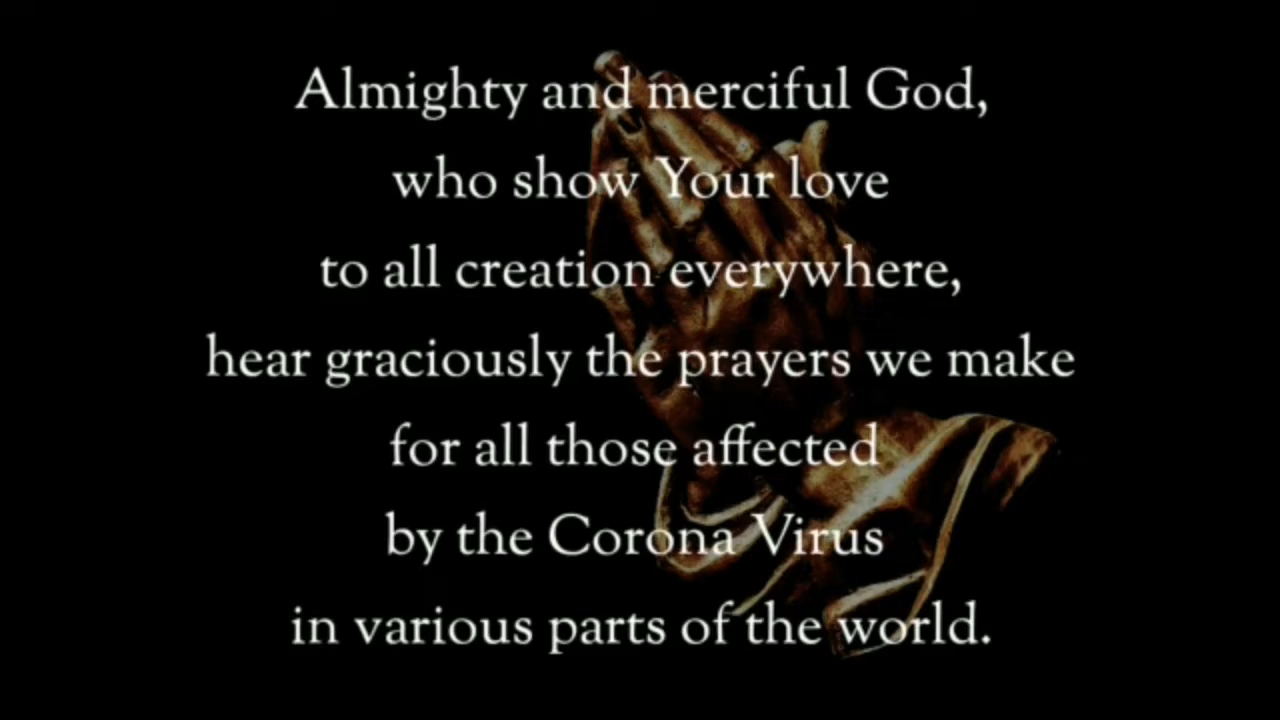 Almighty and merciful God,
who show Your love
to all creation everywhere,
hear graciously the prayers we make
for all those affected
by the Corona Virus
in various parts of the world.